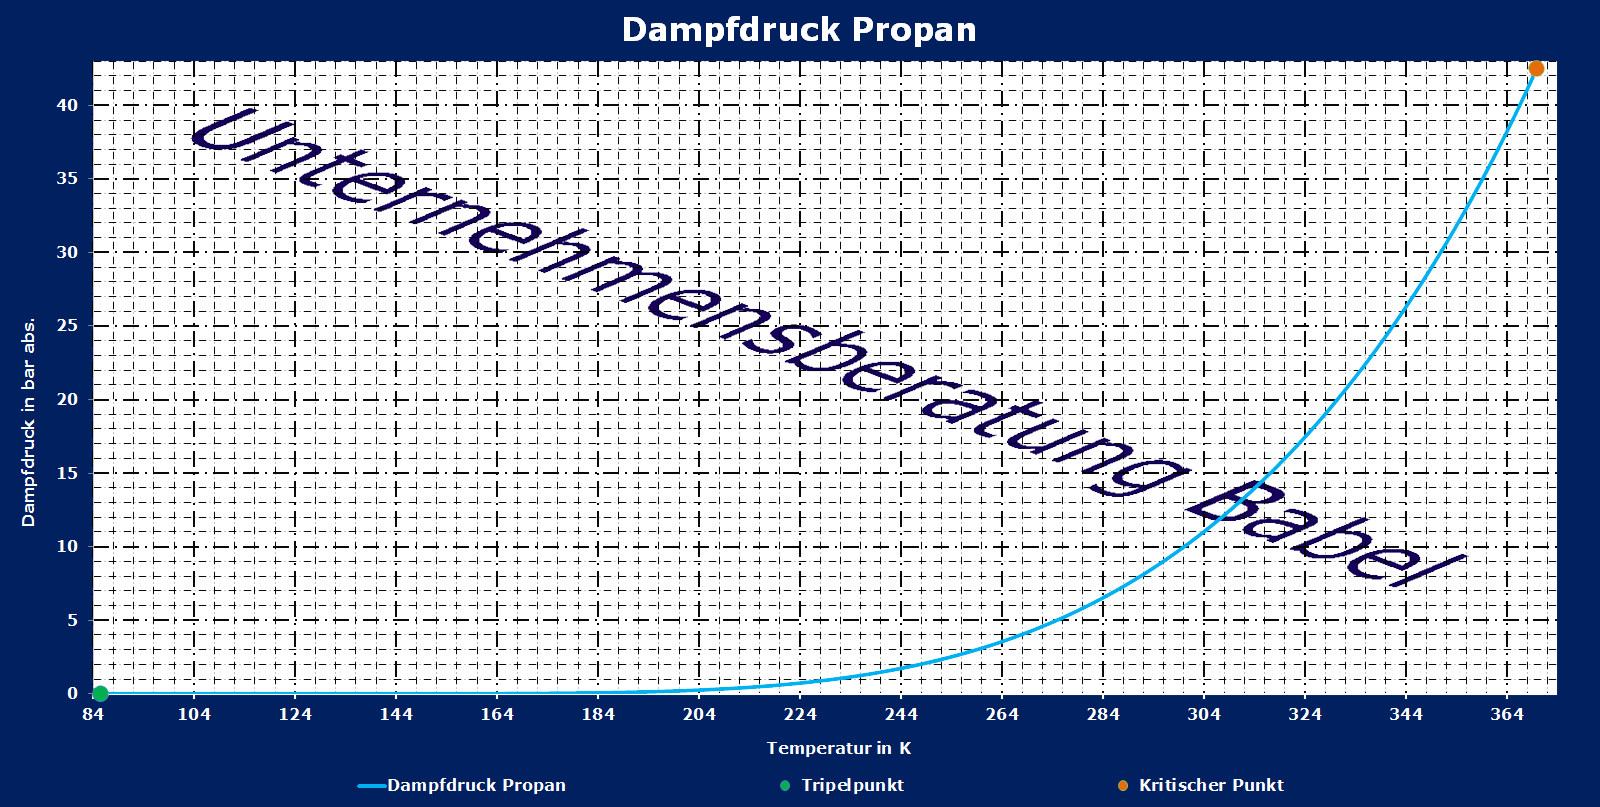 Dampfdruck Propan
Unternehmensberatung Babel
Dampfdruck in bar abs.
40
35
30
25
20
15
10
5
0
84 104 124 144 164 184 204 224 244 264 284 304 324 344 364
Temperatur in K
Dampfdruck Propan Tripelpunkt Kritischer Punkt